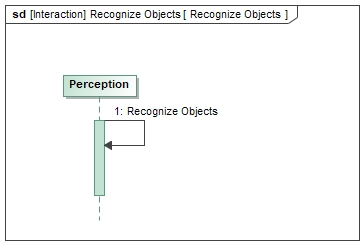 sd [Interaction] Recognize Objects [ Recognize Objects ]
Perception
1: Recognize Objects